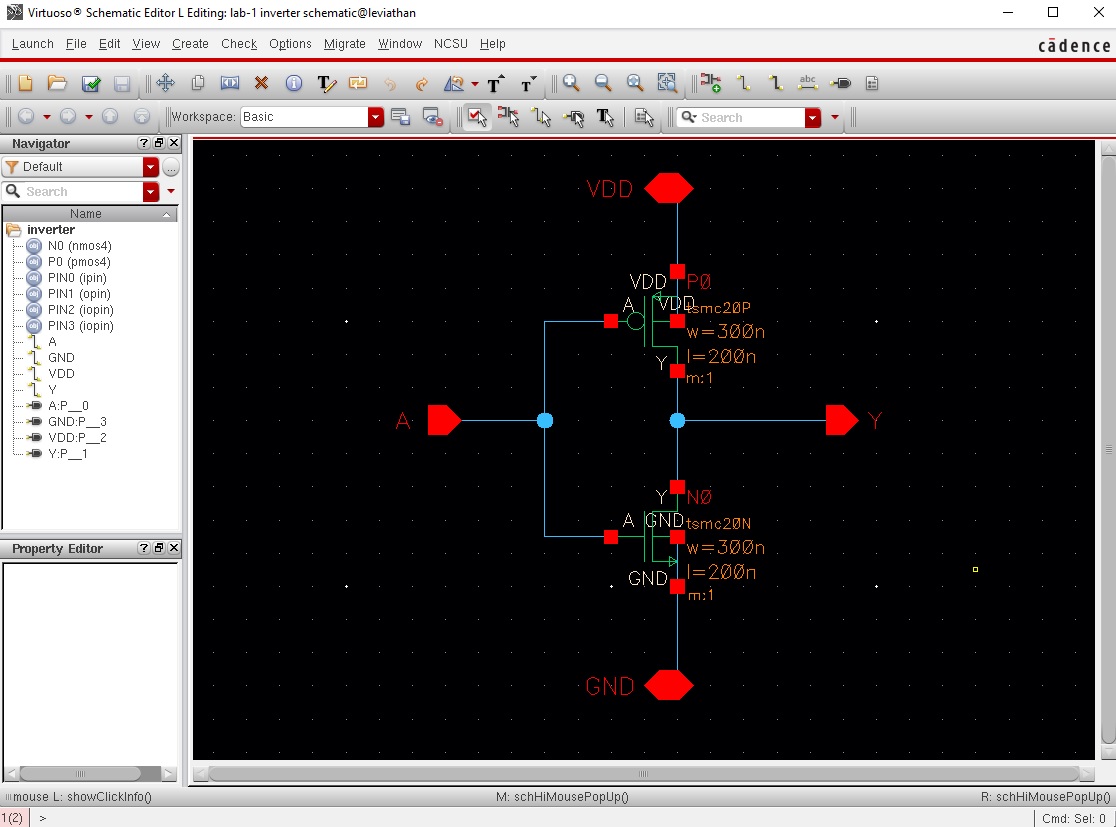 Virtuoso® Schematic Editor L Editing: lab-1 inverter schematic@leviathan
Launch File Edit View Create Check Options Migrate Window NCSU Help
cādence
abc
Workspace: Basic
Search
Navigator
Default
Search
Name
inverter
N0 (nmos4)
P0 (pmos4)
PIN0 (ipin)
PIN1 (opin)
PIN2 (iopin)
PIN3 (iopin)
A
GND
VDD
Y
A:P__0
GND:P__3
VDD:P__2
Y:P__1
Property Editor
VDD
VDD P0
A VDD tsmc20P
w=300n
l=200n
Y
m:1
A Y
Y N0
A GND tsmc20N
w=300n
l=200n
GND
m:1
GND
mouse L: showClickInfo() M: schHiMousePopUp() R: schHiMousePopUp()
1(2) > Cmd: Sel: 0